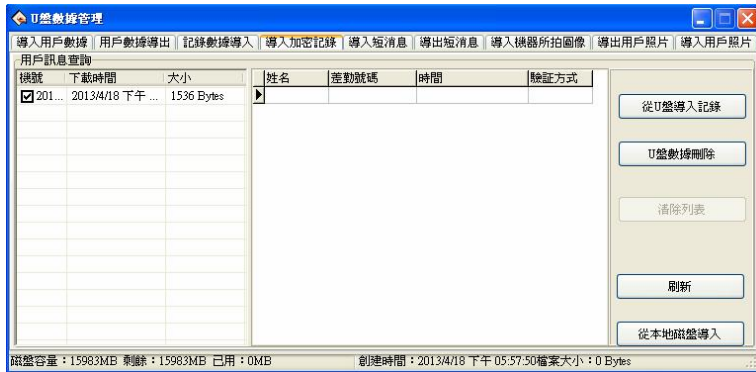 U盤數據管理
導入用戶數據 用戶數據導出 記錄數據導入 導入加密記錄 導入短消息 導出短消息 導入機器所拍圖像 導出用戶照片 導入用戶照片
用戶訊息查詢
機號 下載時間 大小 姓名 差勤號碼 時間 驗証方式
201... 2013/4/18 下午 ... 1536 Bytes
從U盤導入記錄
U盤數據刪除
清除列表
刷新
從本地磁盤導入
磁盤容量：15983MB 剩餘：15983MB 已用：0MB 創建時間：2013/4/18 下午 05:57:50檔案大小：0 Bytes